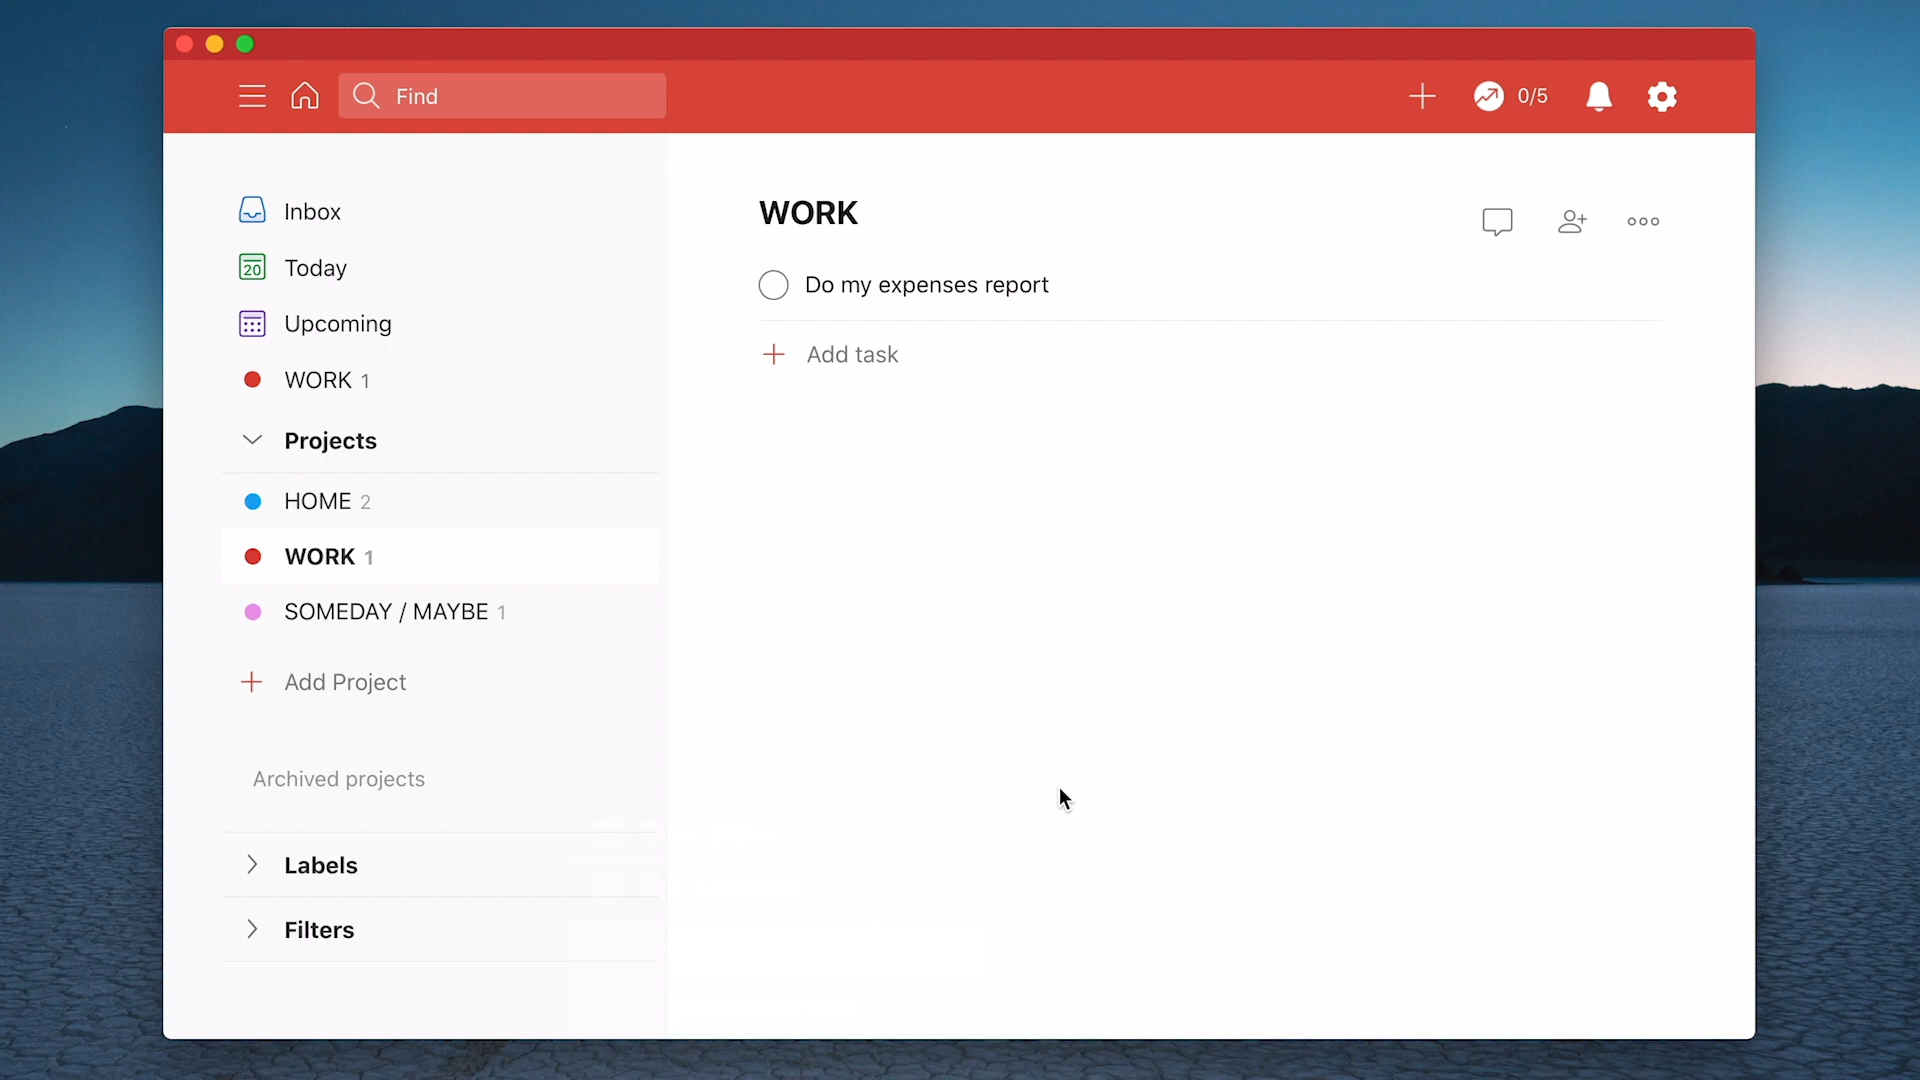 Find
0/5
Inbox
20
Today
Upcoming
WORK 1
Projects
HOME 2
WORK 1
SOMEDAY / MAYBE 1
Add Project
Archived projects
Labels
Filters
WORK
Do my expenses report
Add task